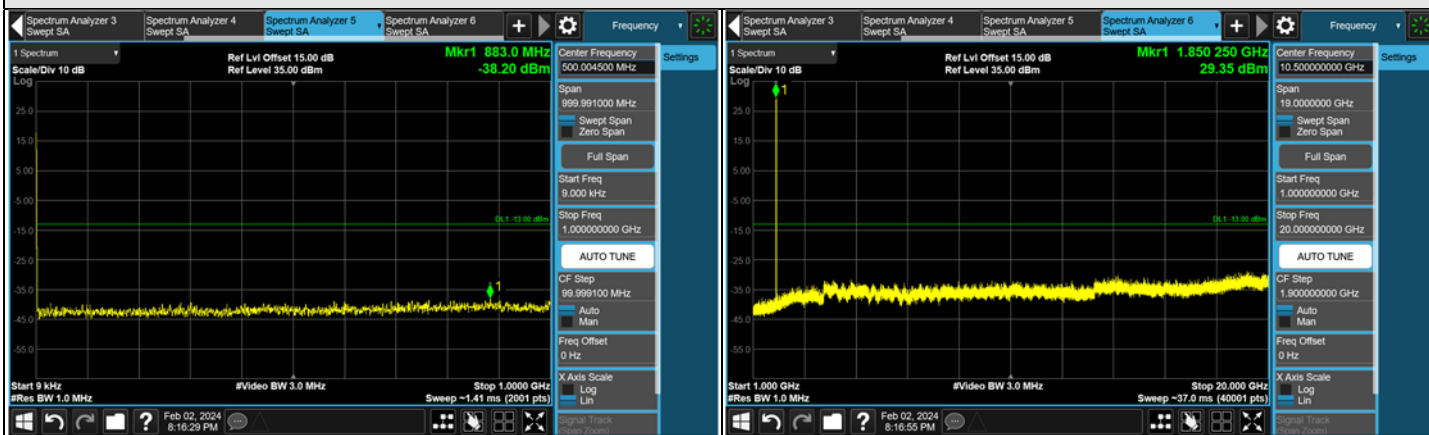 Spectrum Analyzer 3
Swept SA
Spectrum Analyzer 4
Swept SA
Spectrum Analyzer 5
Swept SA
Spectrum Analyzer 6
Swept SA
+
Frequency
1 Spectrum
Scale/Div 10 dB
Log
Ref Lvl Offset 15.00 dB
Ref Level 35.00 dBm
Mkr1 883.0 MHz
-38.20 dBm
25.0
15.0
5.00
-5.00
-15.0
-25.0
-35.0
-45.0
-55.0
DL1 -13.00 dBm
1
Start 9 kHz
#Res BW 1.0 MHz
#Video BW 3.0 MHz
Stop 1.0000 GHz
Sweep ~1.41 ms (2001 pts)
Center Frequency
500.004500 MHz
Span
999.991000 MHz
Swept Span
Zero Span
Full Span
Start Freq
9.000 kHz
Stop Freq
1.000000000 GHz
AUTO TUNE
CF Step
99.999100 MHz
Auto
Man
Freq Offset
0 Hz
X Axis Scale
Log
Lin
Signal Track
(Span Zoom)
Settings
?
Feb 02, 2024
8:16:29 PM
Spectrum Analyzer 3
Swept SA
Spectrum Analyzer 4
Swept SA
Spectrum Analyzer 5
Swept SA
Spectrum Analyzer 6
Swept SA
+
Frequency
1 Spectrum
Scale/Div 10 dB
Log
Ref Lvl Offset 15.00 dB
Ref Level 35.00 dBm
Mkr1 1.850 250 GHz
29.35 dBm
1
25.0
15.0
5.00
-5.00
-15.0
-25.0
-35.0
-45.0
-55.0
DL1 -13.00 dBm
Start 1.000 GHz
#Res BW 1.0 MHz
#Video BW 3.0 MHz
Stop 20.000 GHz
Sweep ~37.0 ms (40001 pts)
Center Frequency
10.500000000 GHz
Span
19.0000000 GHz
Swept Span
Zero Span
Full Span
Start Freq
1.000000000 GHz
Stop Freq
20.000000000 GHz
AUTO TUNE
CF Step
1.900000000 GHz
Auto
Man
Freq Offset
0 Hz
X Axis Scale
Log
Lin
Signal Track
(Span Zoom)
Settings
?
Feb 02, 2024
8:16:55 PM